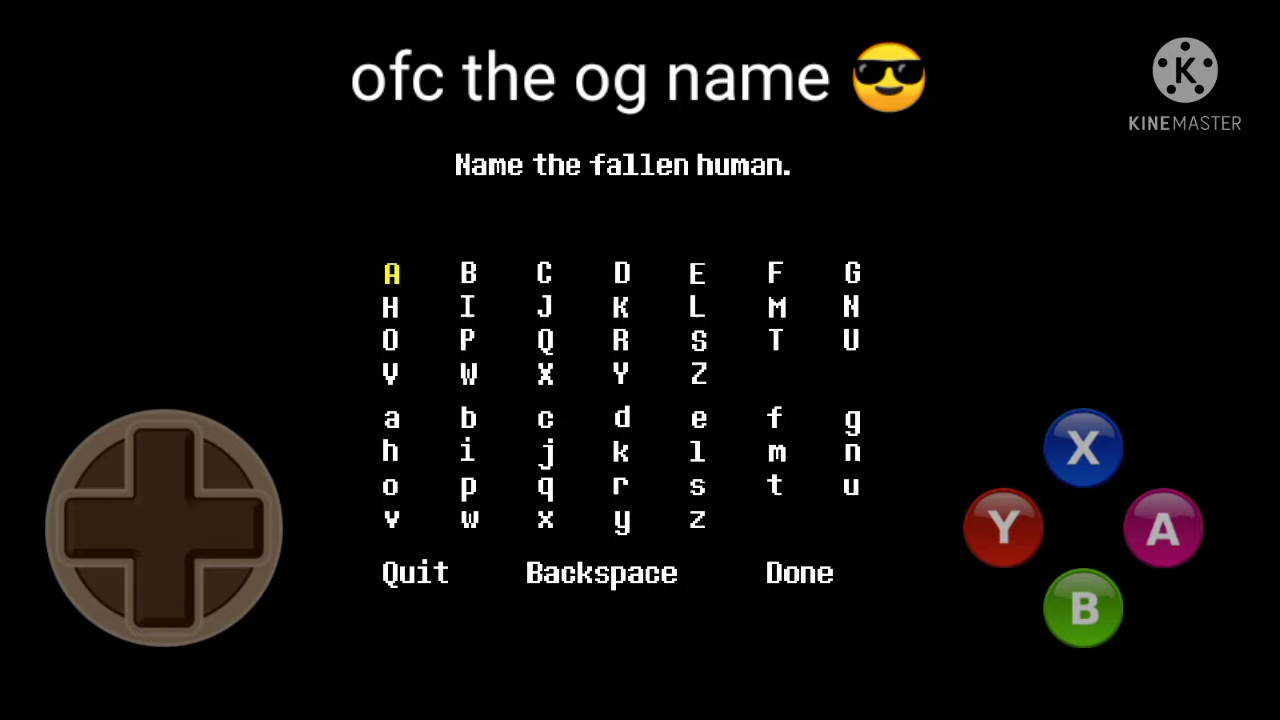 ofc the og name 😎
K
KINEMASTER
Name the fallen human.
A B C D E F G
H I J K L M N
O P Q R S T U
V W X Y Z
a b c d e f g
h i j k l m n
o p q r s t u
v w x y z
Quit Backspace Done
X
Y A
B